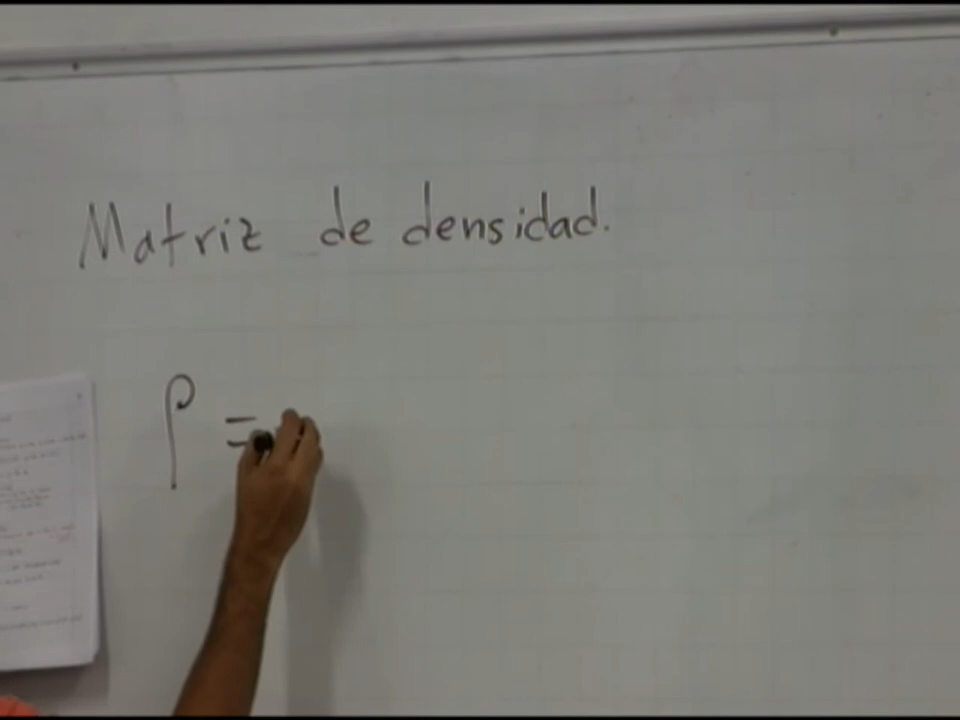 Matriz de densidad.
ρ =